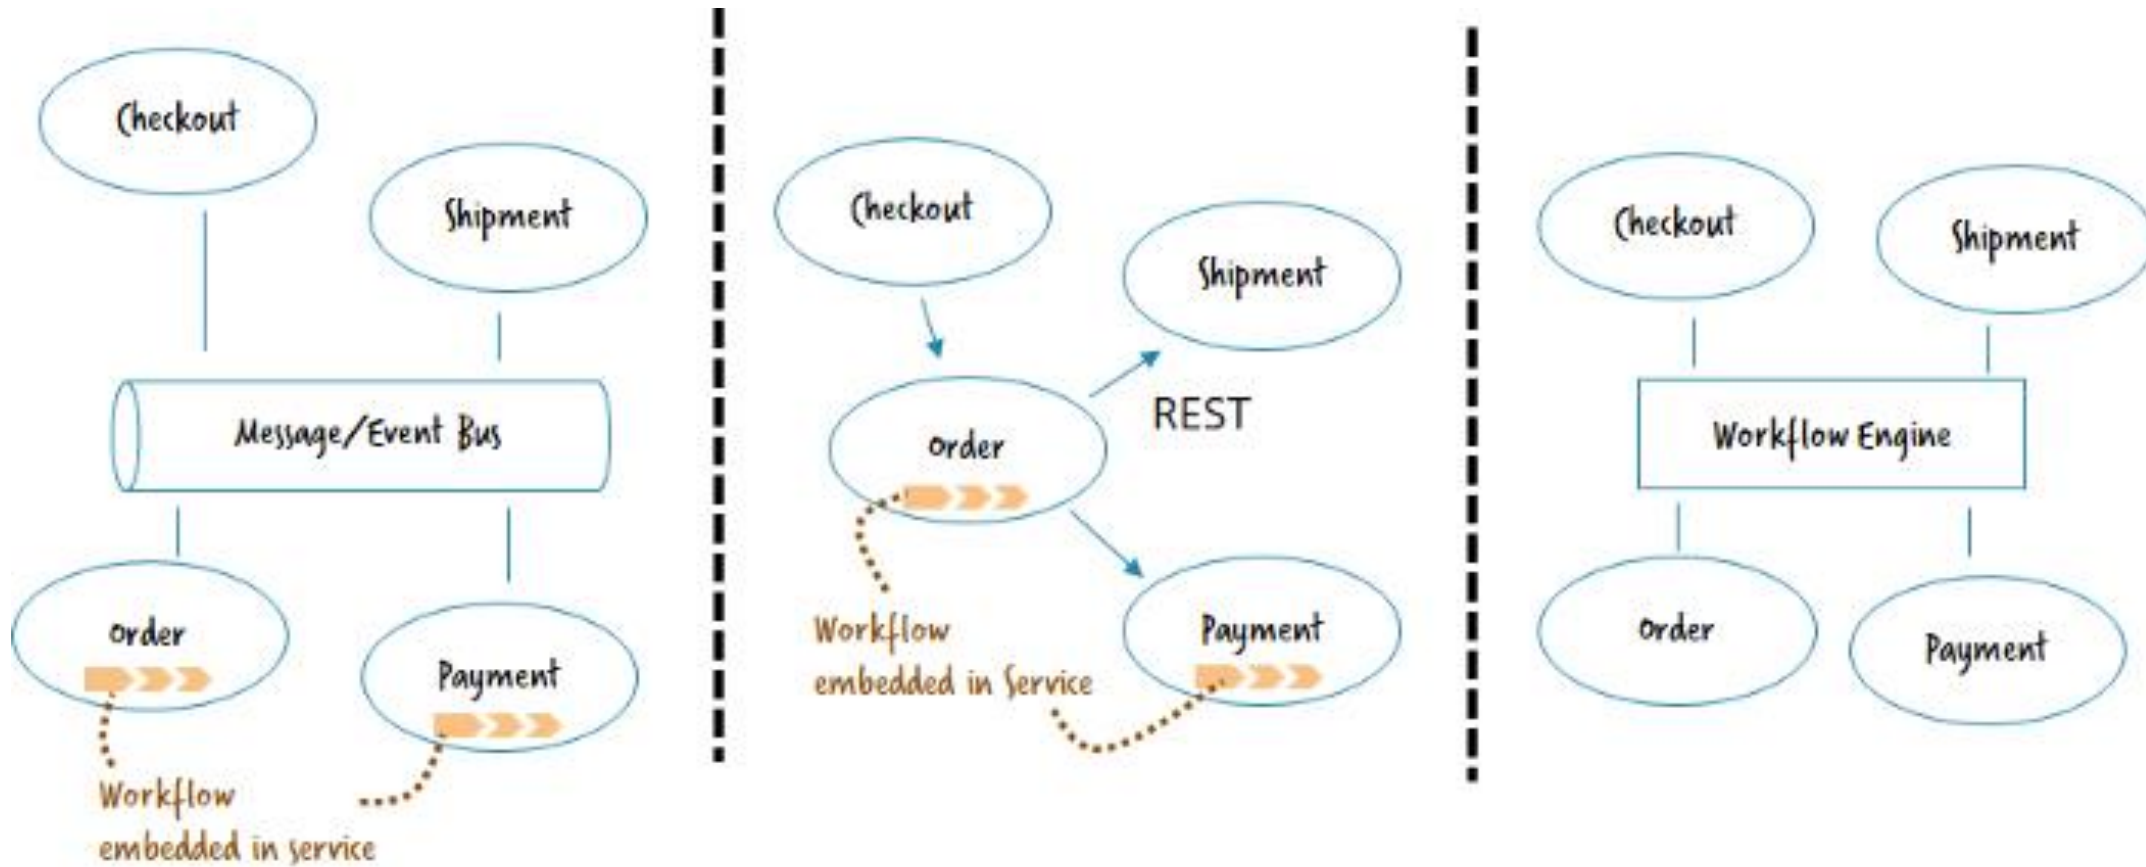 Checkout
Shipment
Message/Event Bus
Order
Payment
Workflow
embedded in service
Checkout
Shipment
REST
Order
Workflow
embedded in Service
Payment
Checkout
Shipment
Workflow Engine
Order
Payment